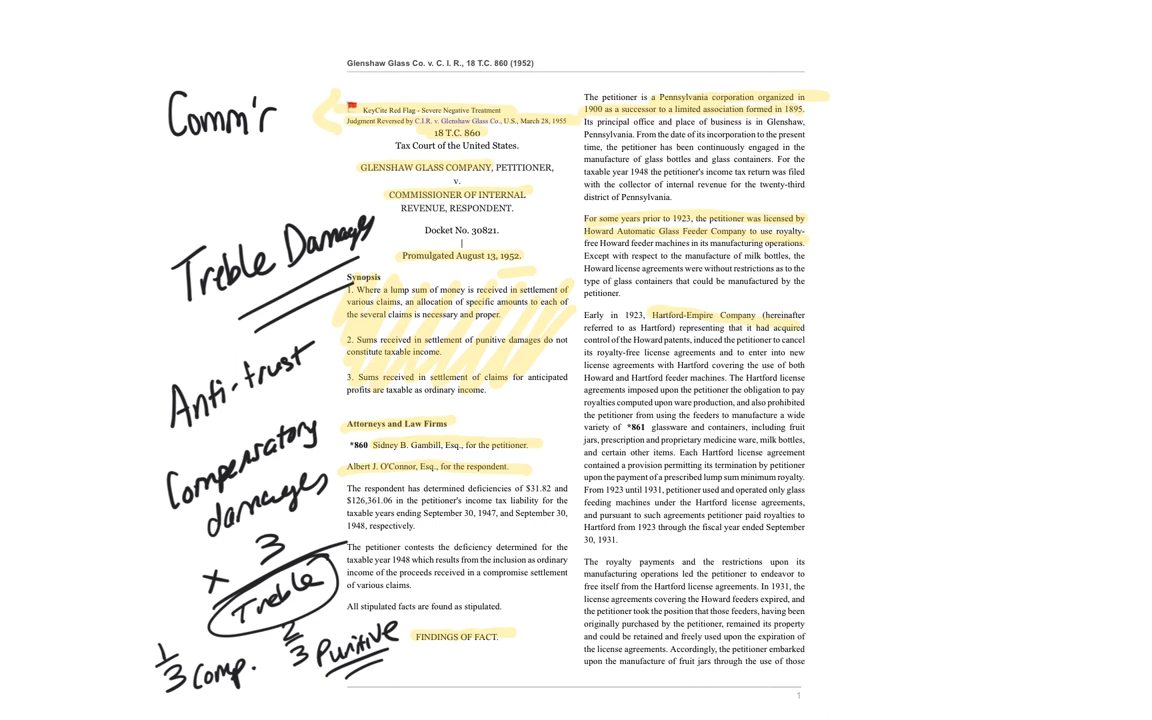 Glenshaw Glass Co. v. C. I. R., 18 T.C. 860 (1952)
Comm'r
Treble Damages
Anti-trust
Compensatory
damages
x 3
Treble
1/3 Comp.
2/3 Punitive
KeyCite Red Flag - Severe Negative Treatment
Judgment Reversed by C.I.R. v. Glenshaw Glass Co., U.S., March 28, 1955
18 T.C. 860
Tax Court of the United States.
GLENSHAW GLASS COMPANY, PETITIONER,
v.
COMMISSIONER OF INTERNAL
REVENUE, RESPONDENT.
Docket No. 30821.
|
Promulgated August 13, 1952.
Synopsis
1. Where a lump sum of money is received in settlement of
various claims, an allocation of specific amounts to each of
the several claims is necessary and proper.
2. Sums received in settlement of punitive damages do not
constitute taxable income.
3. Sums received in settlement of claims for anticipated
profits are taxable as ordinary income.
Attorneys and Law Firms
*860 Sidney B. Gambill, Esq., for the petitioner.
Albert J. O'Connor, Esq., for the respondent.
The respondent has determined deficiencies of $31.82 and
$126,361.06 in the petitioner's income tax liability for the
taxable years ending September 30, 1947, and September 30,
1948, respectively.
The petitioner contests the deficiency determined for the
taxable year 1948 which results from the inclusion as ordinary
income of the proceeds received in a compromise settlement
of various claims.
All stipulated facts are found as stipulated.
FINDINGS OF FACT.
The petitioner is a Pennsylvania corporation organized in
1900 as a successor to a limited association formed in 1895.
Its principal office and place of business is in Glenshaw,
Pennsylvania. From the date of its incorporation to the present
time, the petitioner has been continuously engaged in the
manufacture of glass bottles and glass containers. For the
taxable year 1948 the petitioner's income tax return was filed
with the collector of internal revenue for the twenty-third
district of Pennsylvania.
For some years prior to 1923, the petitioner was licensed by
Howard Automatic Glass Feeder Company to use royalty-
free Howard feeder machines in its manufacturing operations.
Except with respect to the manufacture of milk bottles, the
Howard license agreements were without restrictions as to the
type of glass containers that could be manufactured by the
petitioner.
Early in 1923, Hartford-Empire Company (hereinafter
referred to as Hartford) representing that it had acquired
control of the Howard patents, induced the petitioner to cancel
its royalty-free license agreements and to enter into new
license agreements with Hartford covering the use of both
Howard and Hartford feeder machines. The Hartford license
agreements imposed upon the petitioner the obligation to pay
royalties computed upon ware production, and also prohibited
the petitioner from using the feeders to manufacture a wide
variety of *861 glassware and containers, including fruit
jars, prescription and proprietary medicine ware, milk bottles,
and certain other items. Each Hartford license agreement
contained a provision permitting its termination by petitioner
upon the payment of a prescribed lump sum minimum royalty.
From 1923 until 1931, petitioner used and operated only glass
feeding machines under the Hartford license agreements,
and pursuant to such agreements petitioner paid royalties to
Hartford from 1923 through the fiscal year ended September
30, 1931.
The royalty payments and the restrictions upon its
manufacturing operations led the petitioner to endeavor to
free itself from the Hartford license agreements. In 1931, the
license agreements covering the Howard feeders expired, and
the petitioner took the position that those feeders, having been
originally purchased by the petitioner, remained its property
and could be retained and freely used upon the expiration of
the license agreements. Accordingly, the petitioner embarked
upon the manufacture of fruit jars through the use of those
1